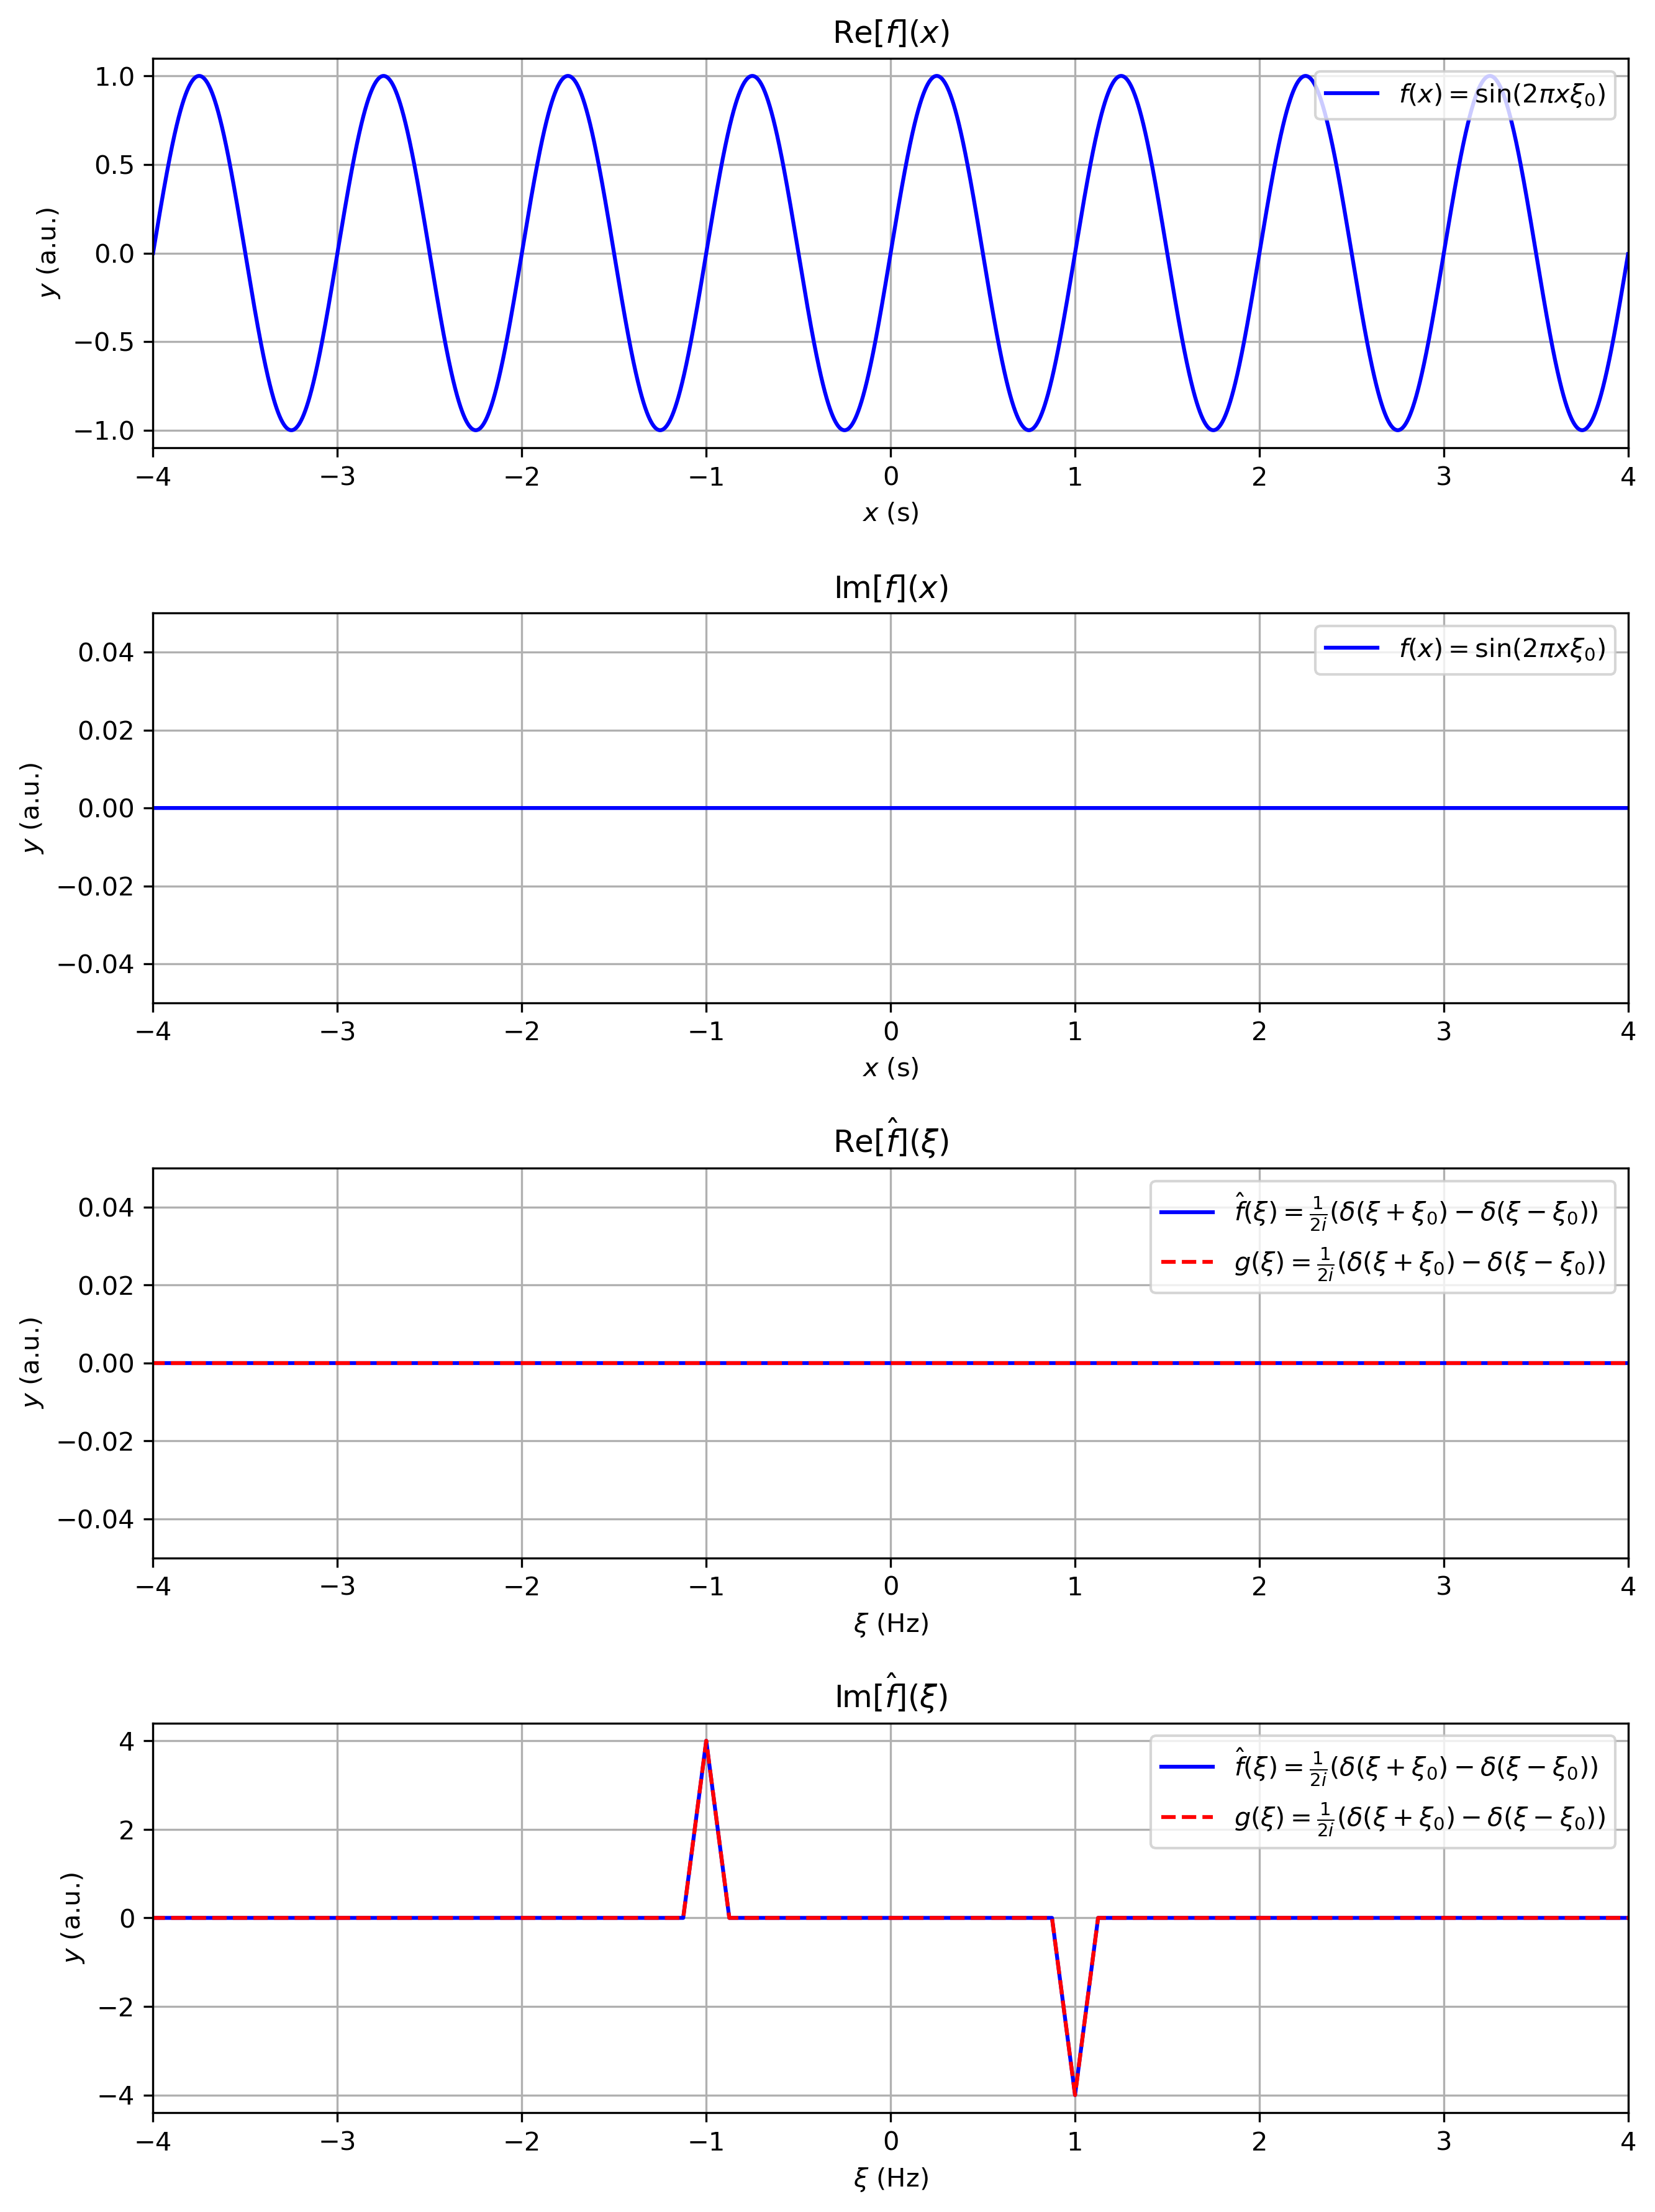 Re[f](x)
f(x) = sin(2πxξ₀)
1.0
0.5
0.0
−0.5
−1.0
y (a.u.)
−4 −3 −2 −1 0 1 2 3 4
x (s)
Im[f](x)
f(x) = sin(2πxξ₀)
0.04
0.02
0.00
−0.02
−0.04
y (a.u.)
−4 −3 −2 −1 0 1 2 3 4
x (s)
Re[f̂](ξ)
f̂(ξ) = 1/2i (δ(ξ + ξ₀) − δ(ξ − ξ₀))
g(ξ) = 1/2i (δ(ξ + ξ₀) − δ(ξ − ξ₀))
0.04
0.02
0.00
−0.02
−0.04
y (a.u.)
−4 −3 −2 −1 0 1 2 3 4
ξ (Hz)
Im[f̂](ξ)
f̂(ξ) = 1/2i (δ(ξ + ξ₀) − δ(ξ − ξ₀))
g(ξ) = 1/2i (δ(ξ + ξ₀) − δ(ξ − ξ₀))
4
2
0
−2
−4
y (a.u.)
−4 −3 −2 −1 0 1 2 3 4
ξ (Hz)